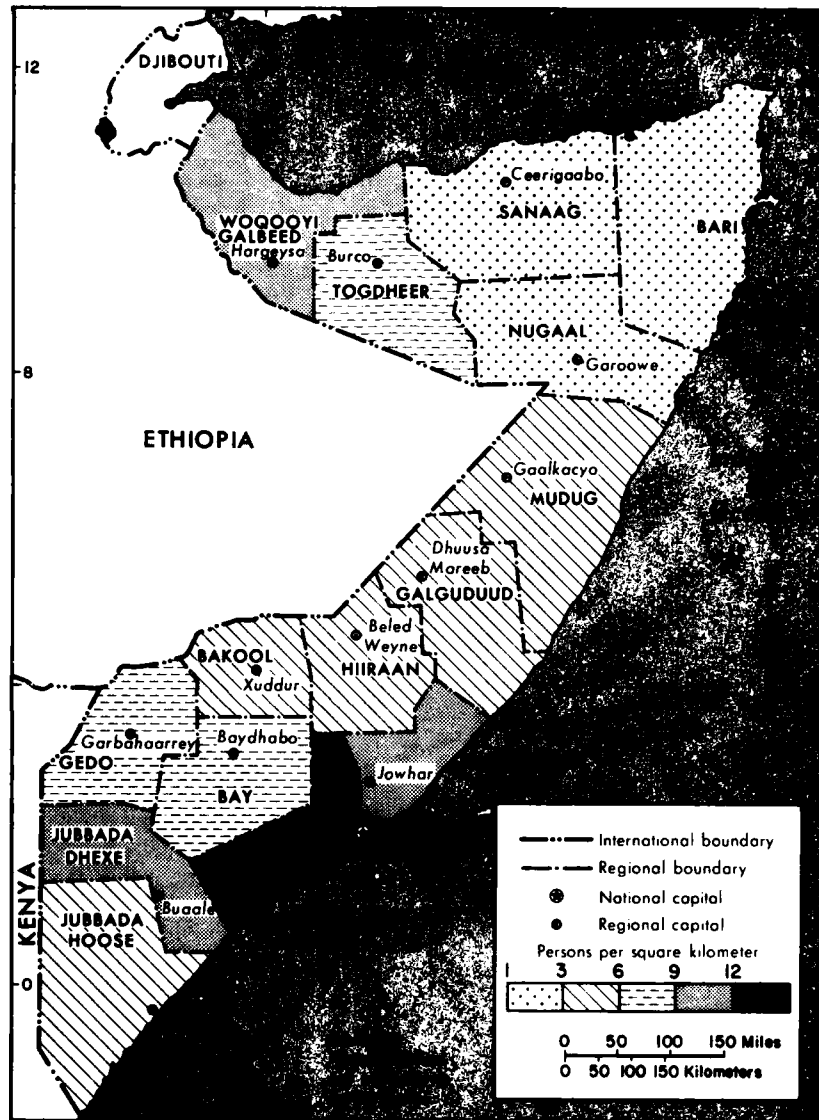 12
DJIBOUTI
Ceerigaabo
SANAAG
BARI
WOQOOYI
GALBEED
Hargeysa
Burco
TOGDHEER
NUGAAL
Garoowe
8
ETHIOPIA
Gaalkacyo
MUDUG
Dhuusa
Mareeb
GALGUDUUD
Beled
Weyne
HIIRAAN
BAKOOL
Xuddur
Garbahaarrey
GEDO
Baydhabo
BAY
Jowhar
JUBBADA
DHEXE
Buaale
KENYA
JUBBADA
HOOSE
0
International boundary
Regional boundary
National capital
Regional capital
Persons per square kilometer
1 3 6 9 12
0 50 100 150 Miles
0 50 100 150 Kilometers